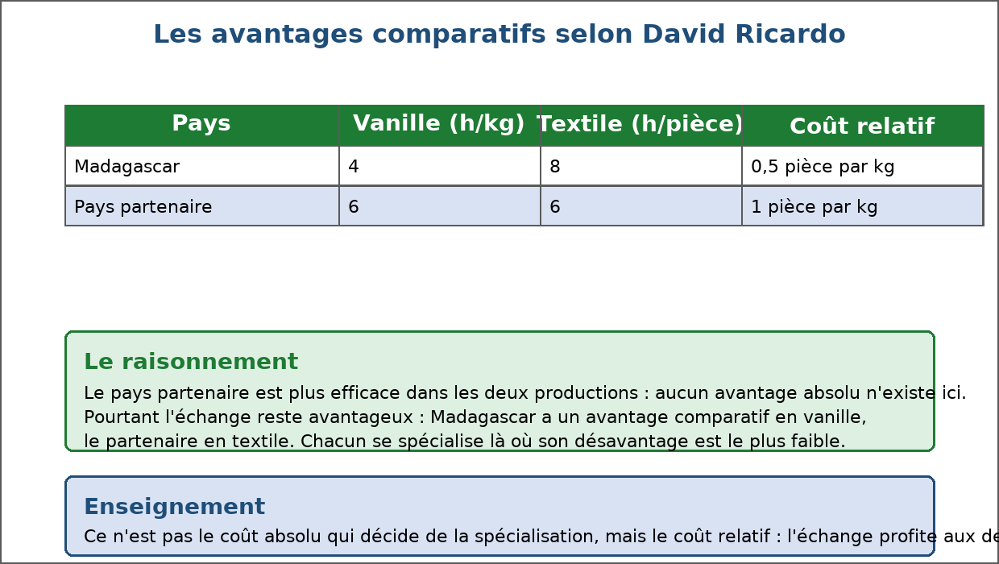 Les avantages comparatifs selon David Ricardo
Pays Vanille (h/kg) Textile (h/pièce) Coût relatif
Madagascar 4 8 0,5 pièce par kg
Pays partenaire 6 6 1 pièce par kg
Le raisonnement
Le pays partenaire est plus efficace dans les deux productions : aucun avantage absolu n'existe ici.
Pourtant l'échange reste avantageux : Madagascar a un avantage comparatif en vanille,
le partenaire en textile. Chacun se spécialise là où son désavantage est le plus faible.
Enseignement
Ce n'est pas le coût absolu qui décide de la spécialisation, mais le coût relatif : l'échange profite aux